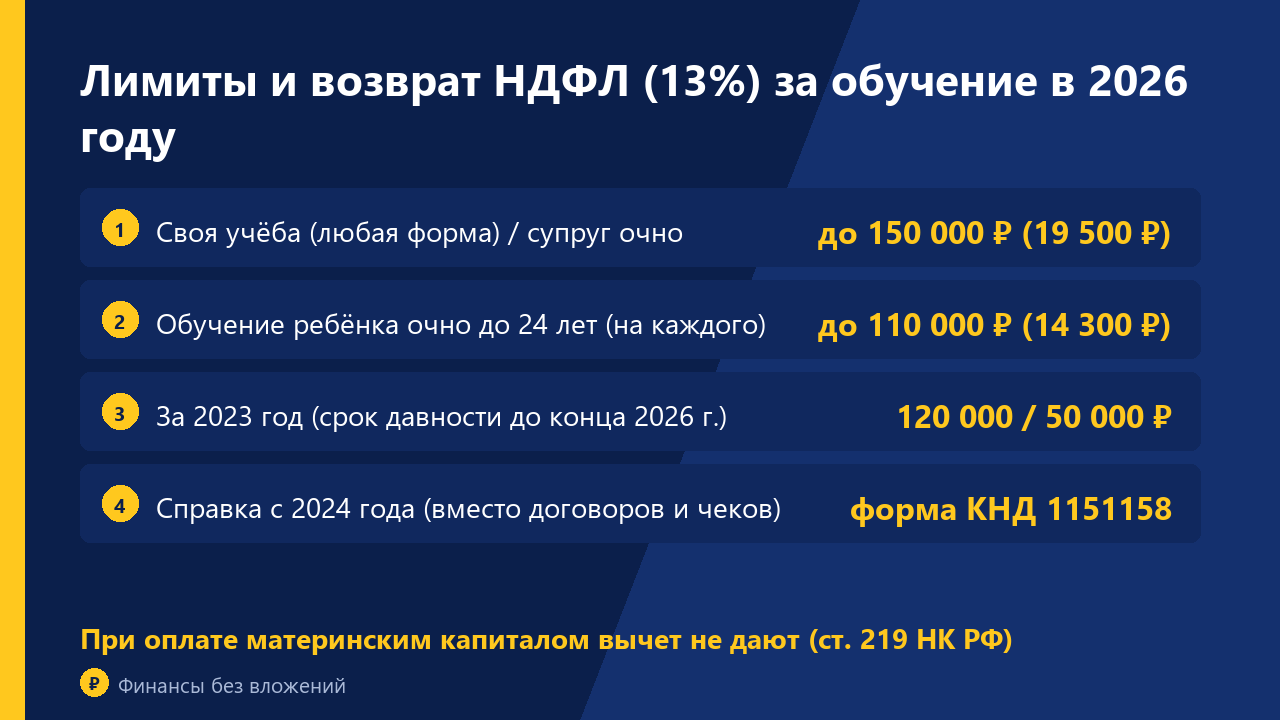 Лимиты и возврат НДФЛ (13%) за обучение в 2026
году
1 Своя учёба (любая форма) / супруг очно до 150 000 ₽ (19 500 ₽)
2 Обучение ребёнка очно до 24 лет (на каждого) до 110 000 ₽ (14 300 ₽)
3 За 2023 год (срок давности до конца 2026 г.) 120 000 / 50 000 ₽
4 Справка с 2024 года (вместо договоров и чеков) форма КНД 1151158
При оплате материнским капиталом вычет не дают (ст. 219 НК РФ)
₽ Финансы без вложений